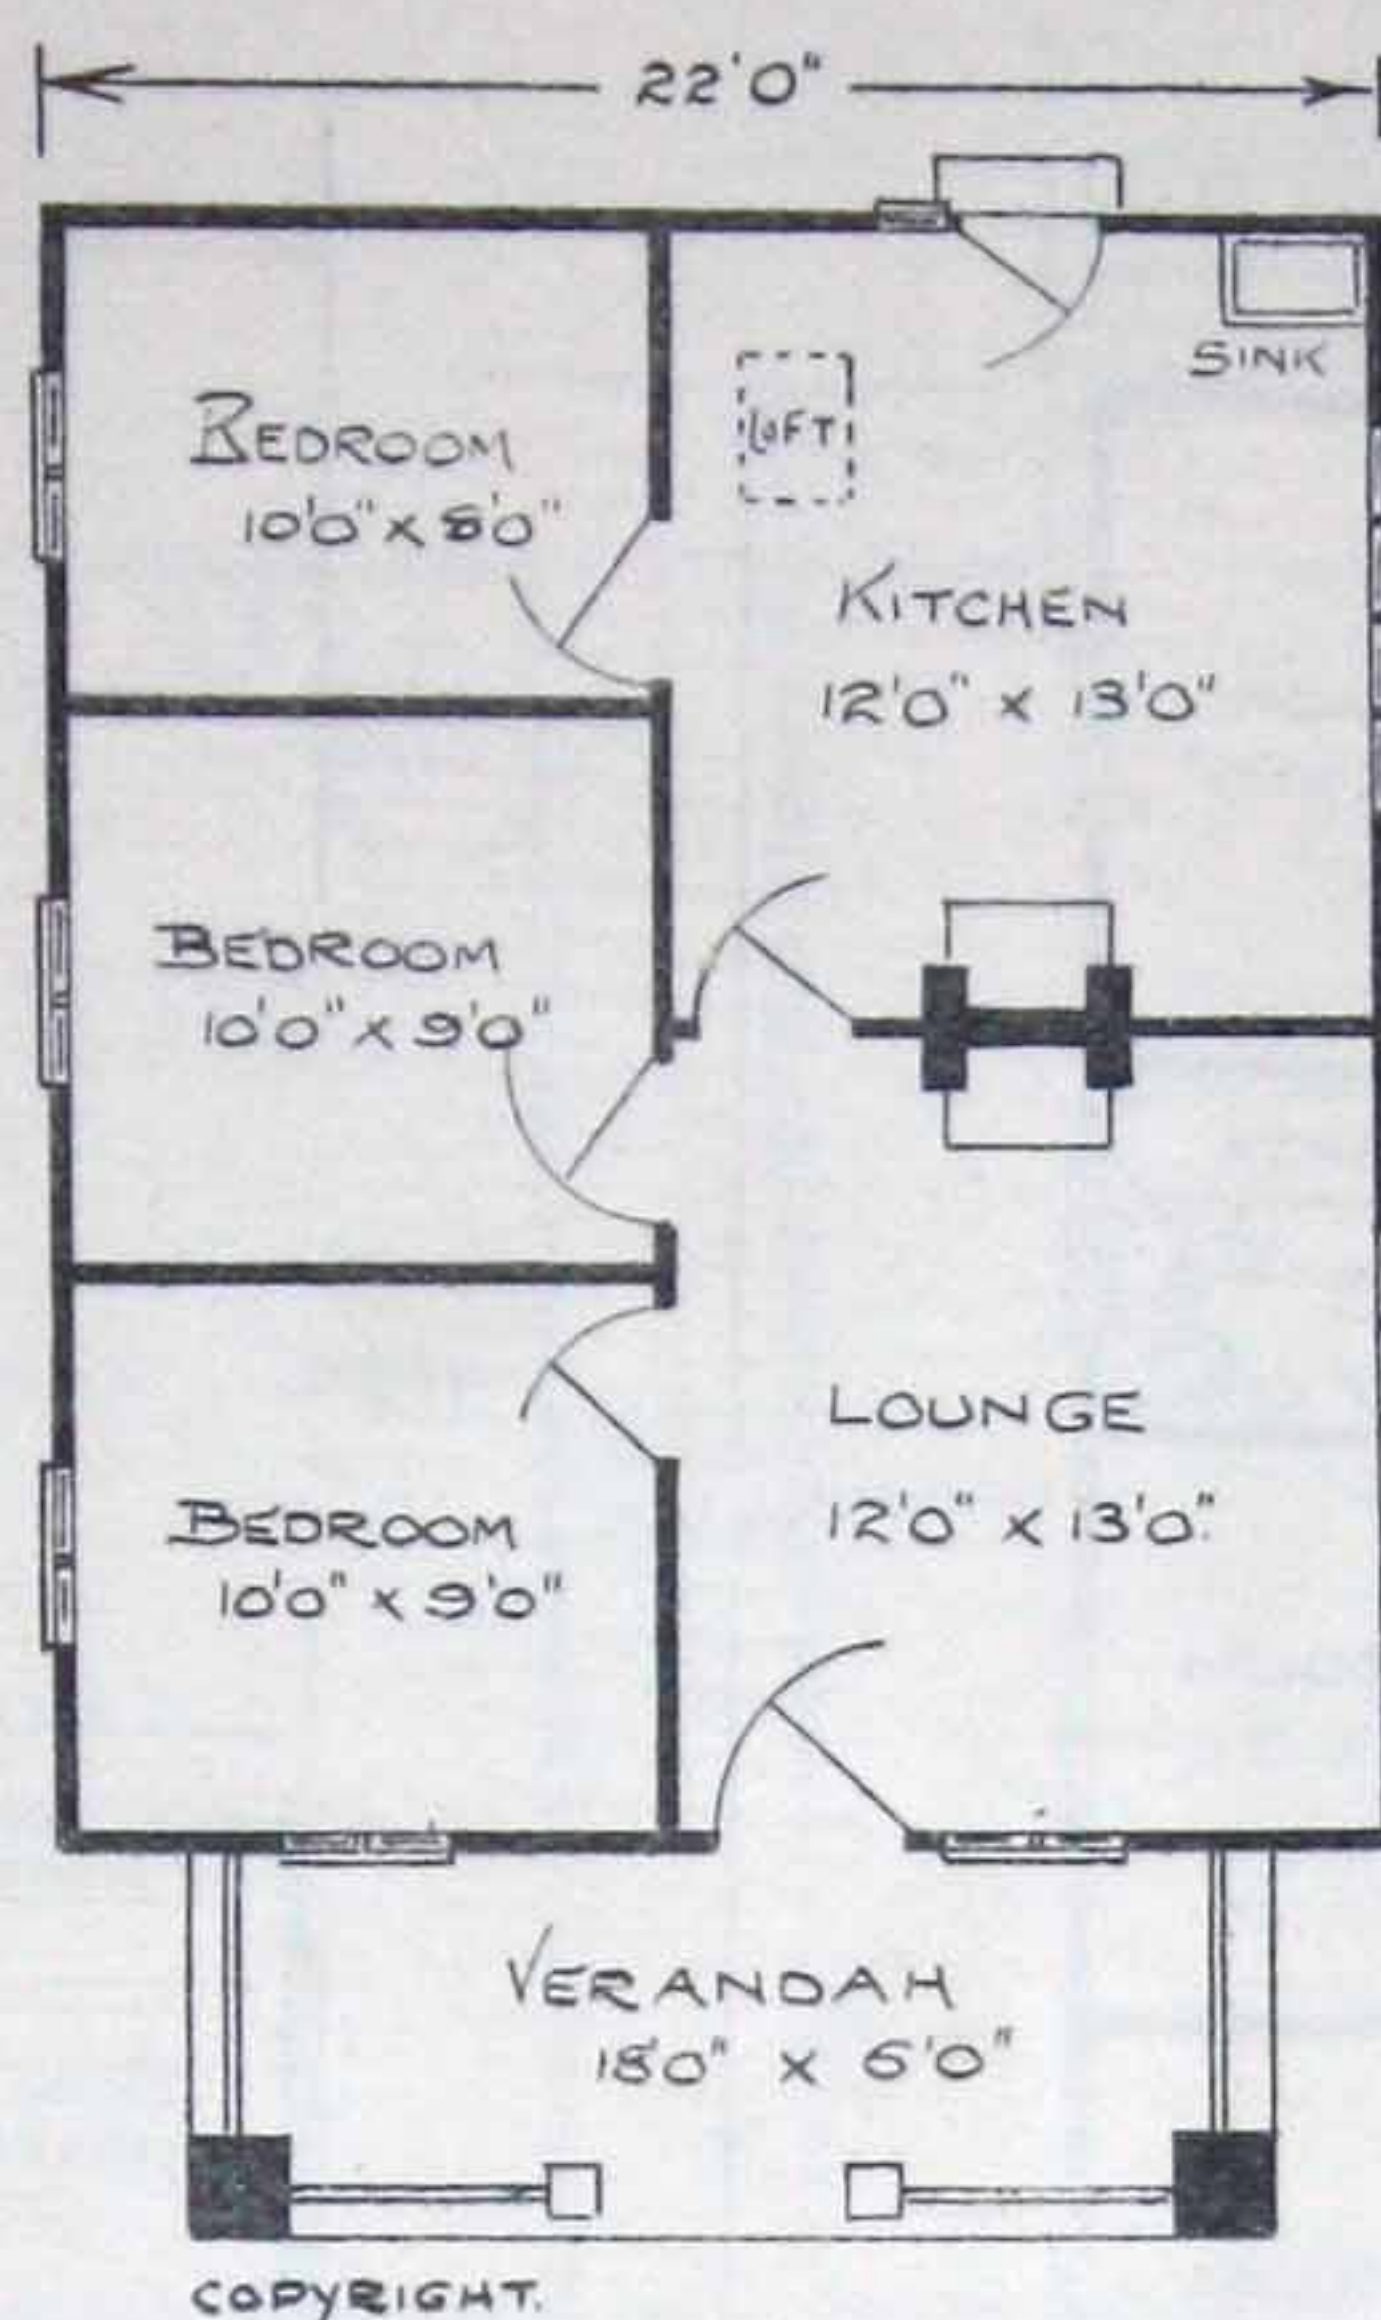 22'0"
SINK
LOFT
BEDROOM
10'0" x 8'0"
KITCHEN
12'0" x 13'0"
BEDROOM
10'0" x 9'0"
LOUNGE
12'0" x 13'0"
BEDROOM
10'0" x 9'0"
VERANDAH
18'0" x 6'0"
COPYRIGHT.